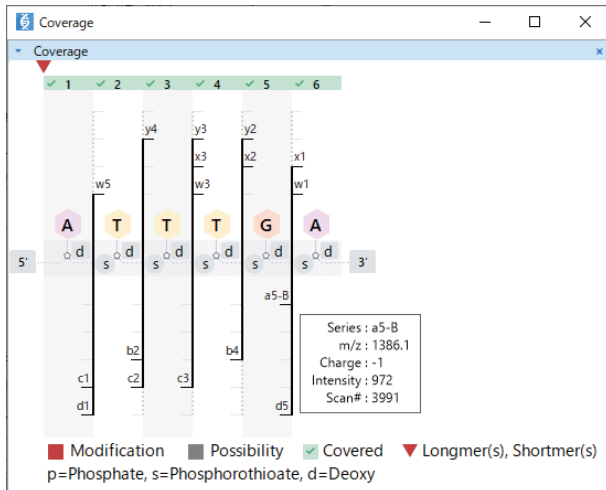 Coverage
Coverage
1 2 3 4 5 6
y4 y3 y2
x3 x2 x1
w5 w3 w1
A T T T G A
d d d d d d
5' s s s s s 3'
a5-B
Series : a5-B
m/z : 1386.1
Charge : -1
Intensity : 972
Scan# : 3991
b2 b4
c1 c2 c3
d1 d5
Modification Possibility Covered Longmer(s), Shortmer(s)
p=Phosphate, s=Phosphorothioate, d=Deoxy